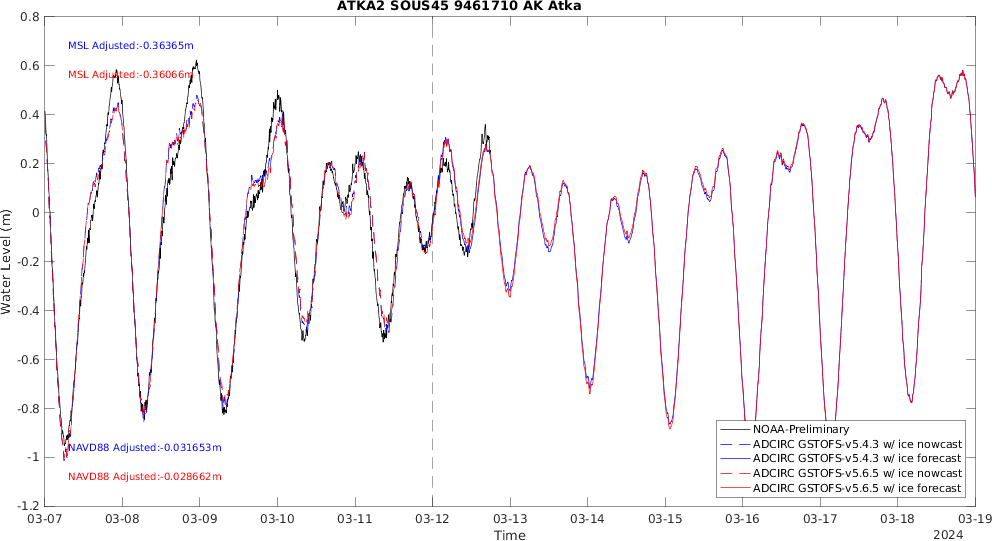 ATKA2 SOUS45 9461710 AK Atka
MSL Adjusted:-0.36365m
MSL Adjusted:-0.36066m
NAVD88 Adjusted:-0.031653m
NAVD88 Adjusted:-0.028662m
Water Level (m)
0.8
0.6
0.4
0.2
0
-0.2
-0.4
-0.6
-0.8
-1
-1.2
NOAA-Preliminary
ADCIRC GSTOFS-v5.4.3 w/ ice nowcast
ADCIRC GSTOFS-v5.4.3 w/ ice forecast
ADCIRC GSTOFS-v5.6.5 w/ ice nowcast
ADCIRC GSTOFS-v5.6.5 w/ ice forecast
03-07 03-08 03-09 03-10 03-11 03-12 03-13 03-14 03-15 03-16 03-17 03-18 03-19
Time
2024